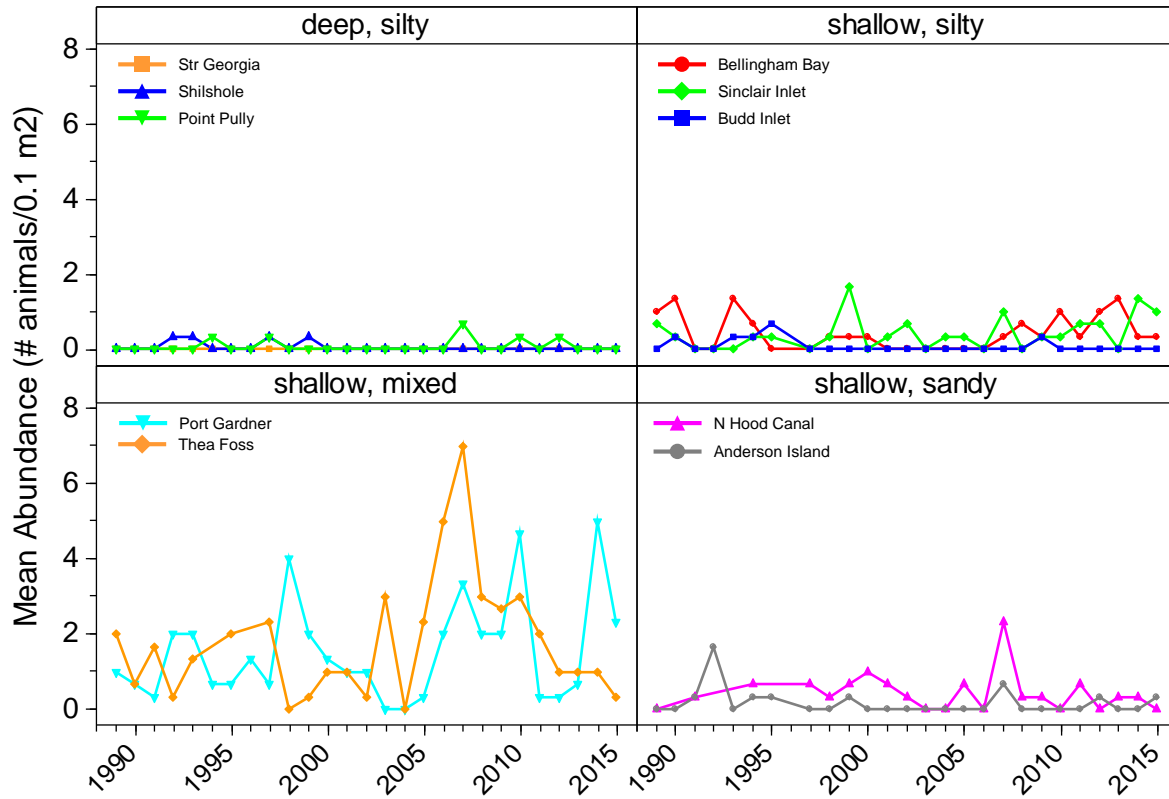 Mean Abundance (# animals/0.1 m2)
deep, silty
8
6
4
2
0
Str Georgia
Shilshole
Point Pully
shallow, silty
Bellingham Bay
Sinclair Inlet
Budd Inlet
shallow, mixed
8
6
4
2
0
Port Gardner
Thea Foss
1990 1995 2000 2005 2010 2015
shallow, sandy
N Hood Canal
Anderson Island
1990 1995 2000 2005 2010 2015